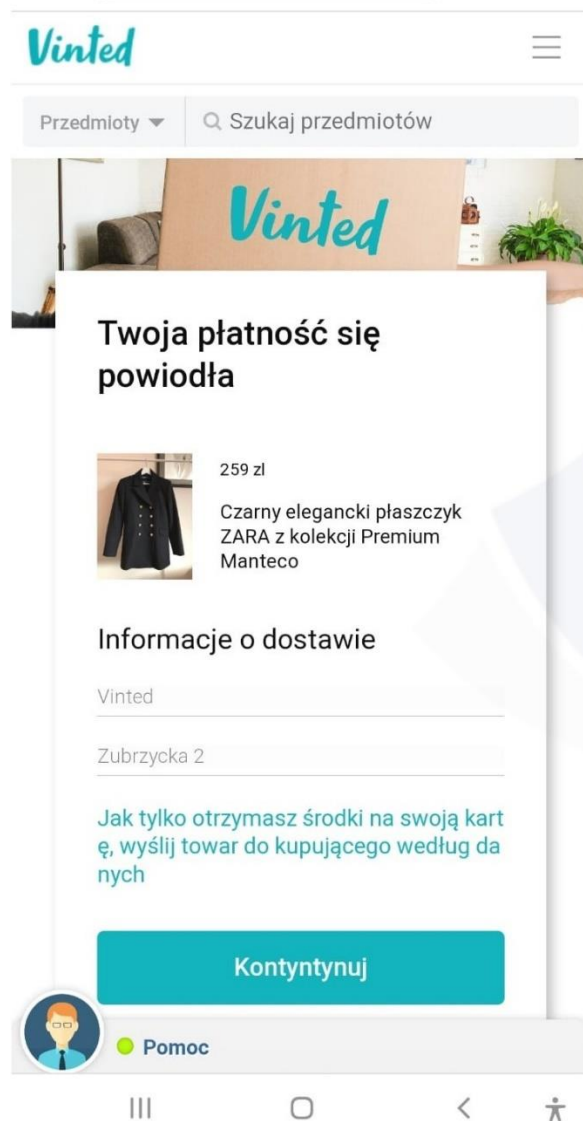 Vinted
Przedmioty
Szukaj przedmiotów
Vinted
Twoja płatność się
powiodła
259 zl
Czarny elegancki płaszczyk
ZARA z kolekcji Premium
Manteco
Informacje o dostawie
Vinted
Zubrzycka 2
Jak tylko otrzymasz środki na swoją kart
ę, wyślij towar do kupującego według da
nych
Kontyntynuj
Pomoc